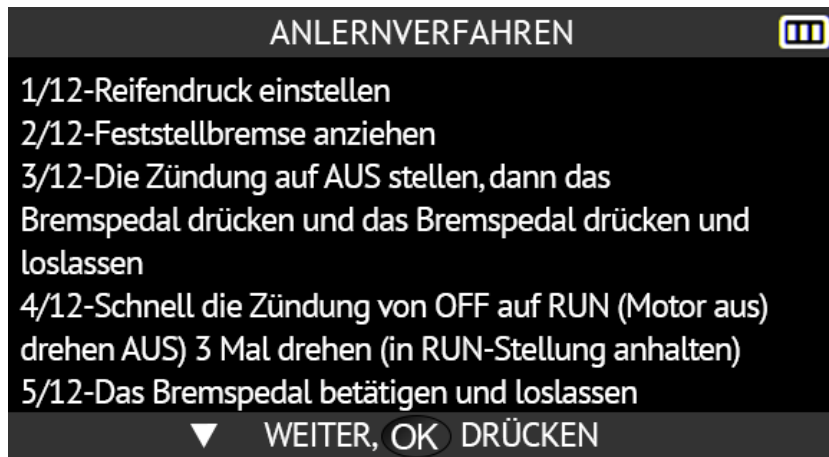 ANLERNVERFAHREN
1/12-Reifendruck einstellen
2/12-Feststellbremse anziehen
3/12-Die Zündung auf AUS stellen, dann das
Bremspedal drücken und das Bremspedal drücken und
loslassen
4/12-Schnell die Zündung von OFF auf RUN (Motor aus)
drehen AUS) 3 Mal drehen (in RUN-Stellung anhalten)
5/12-Das Bremspedal betätigen und loslassen
▼ WEITER, OK DRÜCKEN